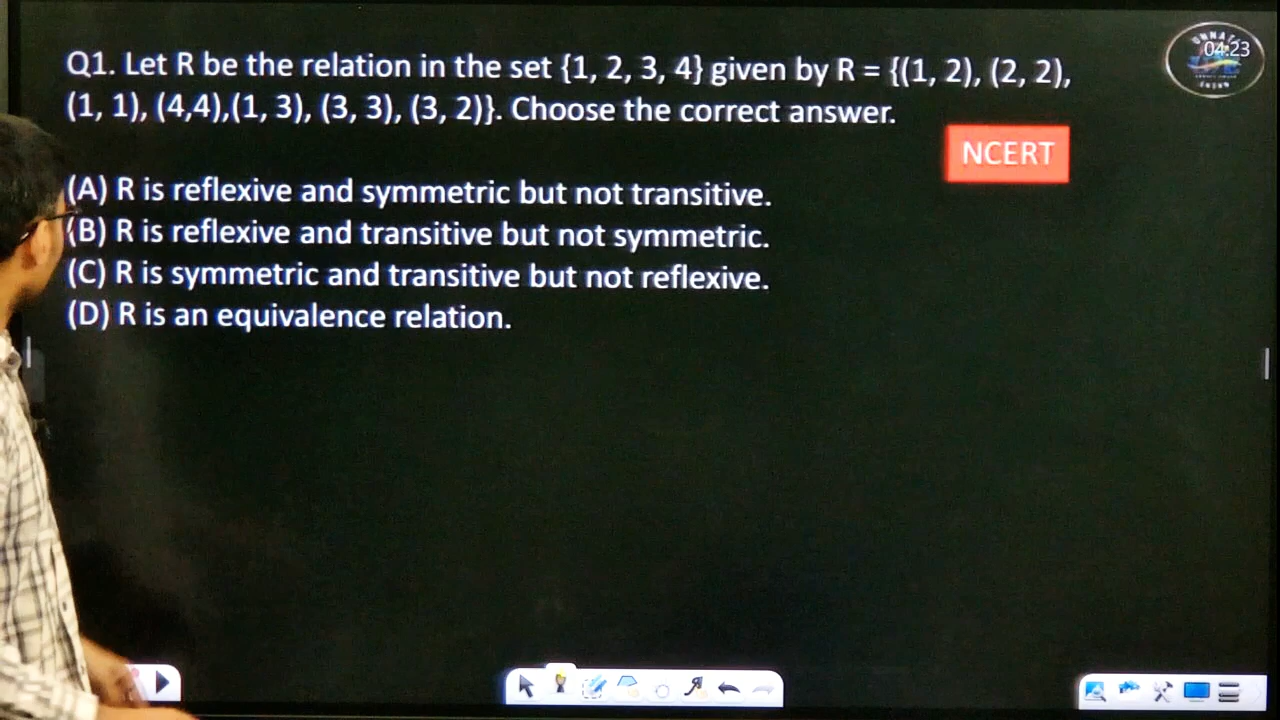 Q1. Let R be the relation in the set {1, 2, 3, 4} given by R = {(1, 2), (2, 2),
(1, 1), (4,4),(1, 3), (3, 3), (3, 2)}. Choose the correct answer.
NCERT
(A) R is reflexive and symmetric but not transitive.
(B) R is reflexive and transitive but not symmetric.
(C) R is symmetric and transitive but not reflexive.
(D) R is an equivalence relation.
04:23